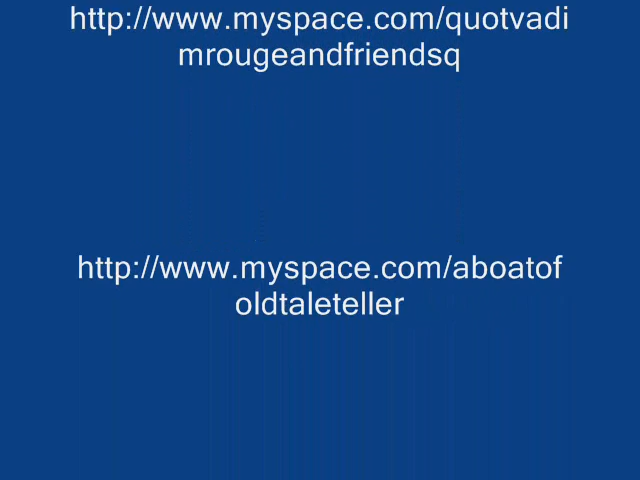 http://www.myspace.com/quotvadi
mrougeandfriendsq
http://www.myspace.com/aboatof
oldtaleteller